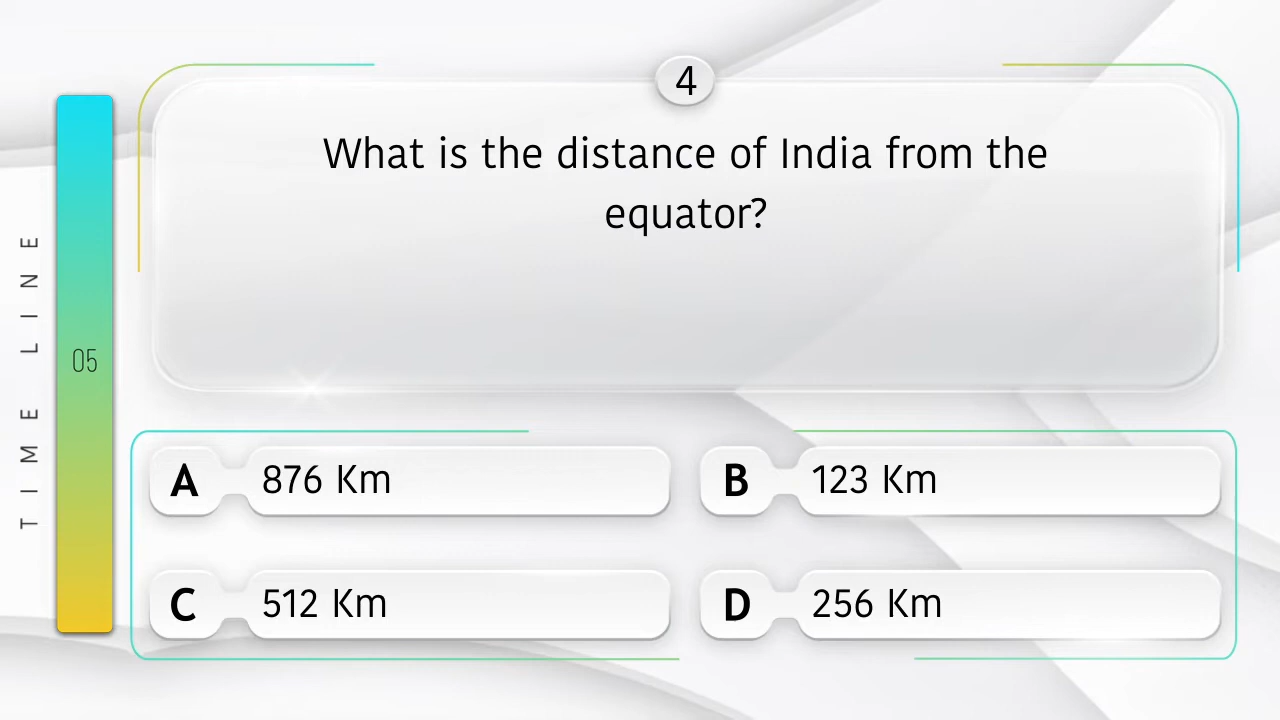 4
What is the distance of India from the
equator?
TIME LINE
05
A 876 Km
B 123 Km
C 512 Km
D 256 Km